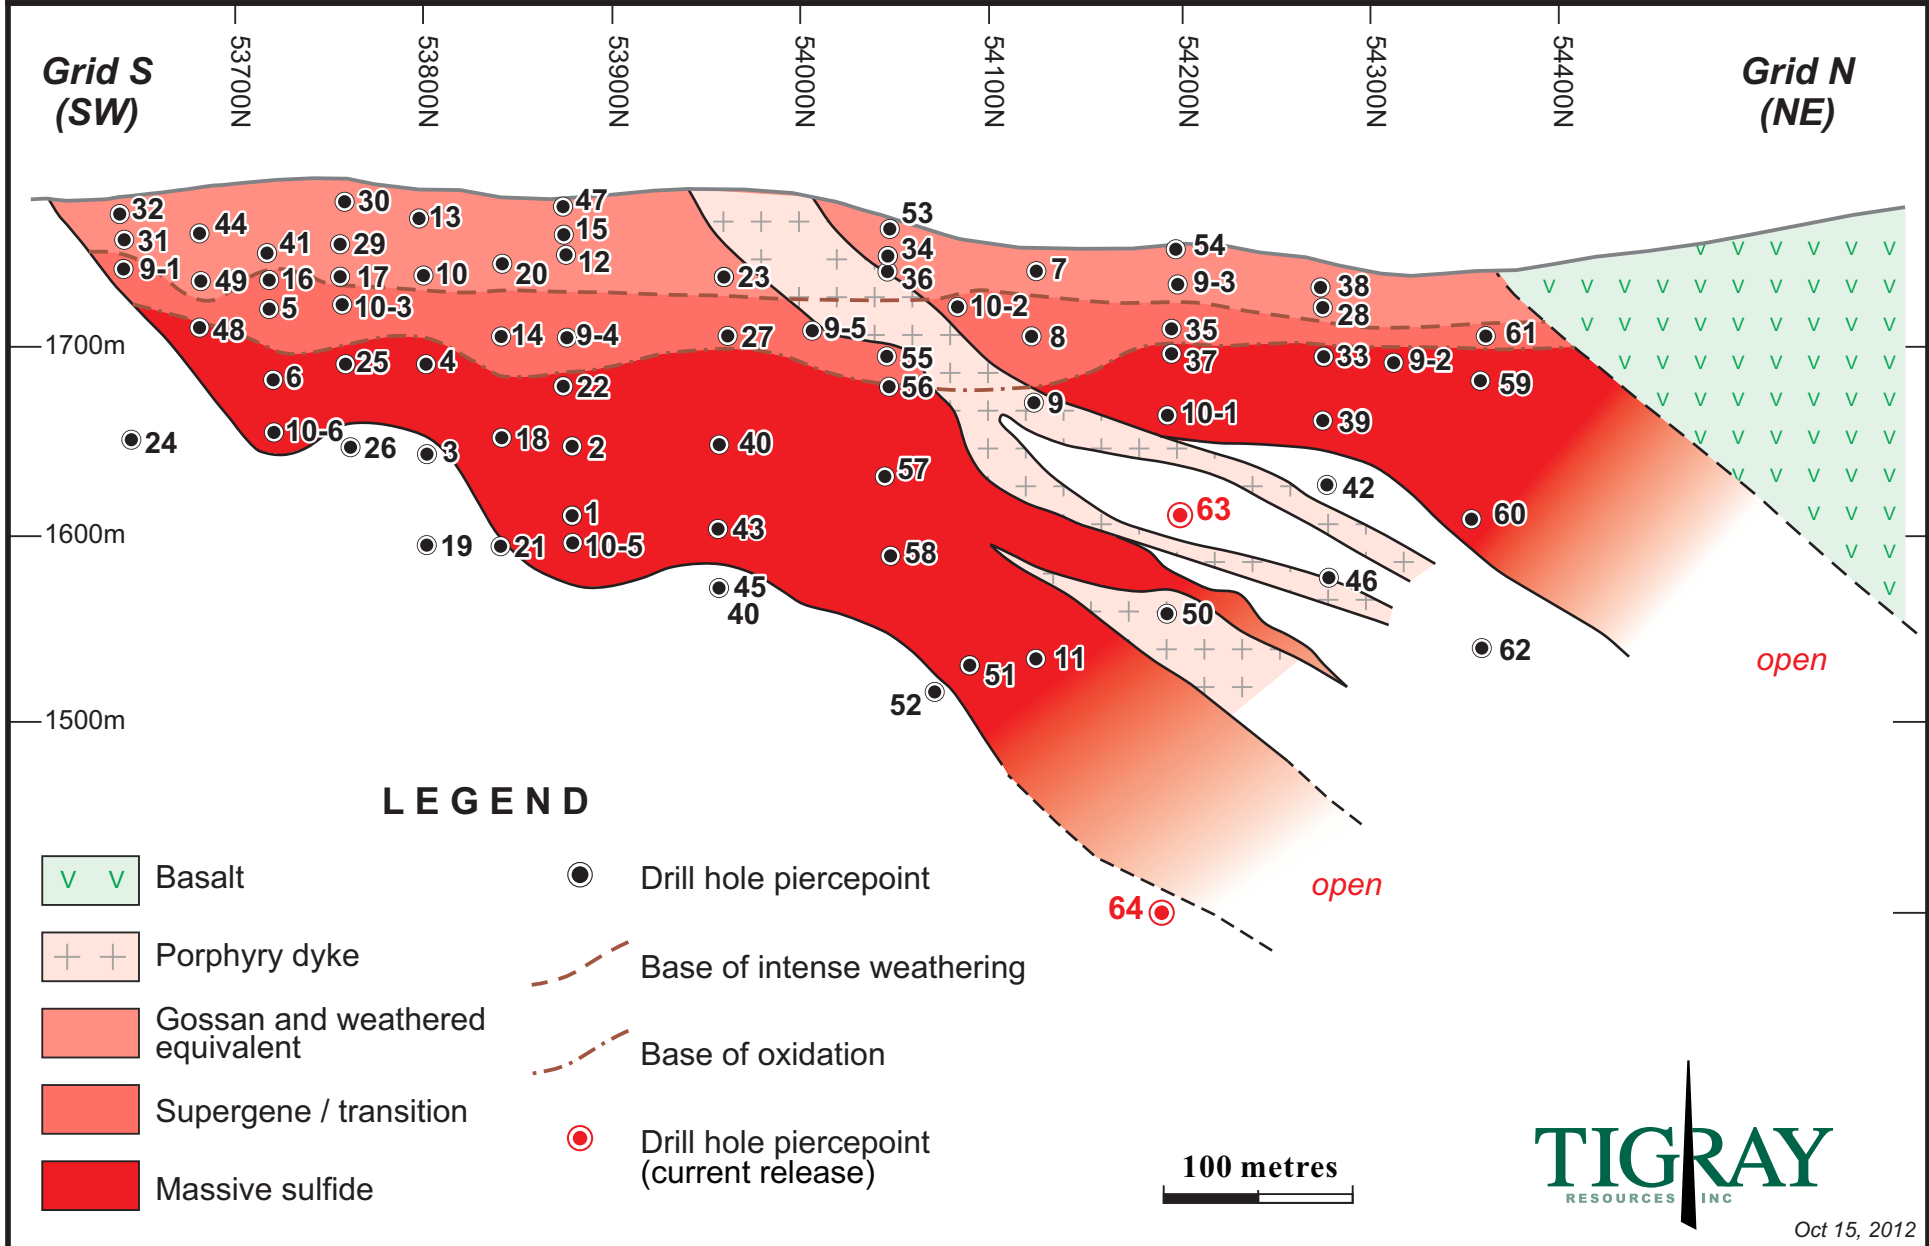 Grid S
(SW)
53700N
53800N
53900N
54000N
54100N
54200N
54300N
54400N
Grid N
(NE)
32
31
9-1
44
49
48
41
16
5
6
10-6
24
30
29
17
10-3
25
26
13
10
4
3
19
20
14
18
21
47
15
12
9-4
22
2
1
10-5
23
27
40
43
45
40
9-5
53
34
36
55
56
57
58
10-2
51
52
7
8
9
11
54
9-3
35
37
10-1
63
50
64
38
28
33
39
42
46
9-2
61
59
60
62
1700m
1600m
1500m
open
open
LEGEND
Basalt
Porphyry dyke
Gossan and weathered
equivalent
Supergene / transition
Massive sulfide
Drill hole piercepoint
Base of intense weathering
Base of oxidation
Drill hole piercepoint
(current release)
100 metres
TIGRAY
RESOURCES INC
Oct 15, 2012